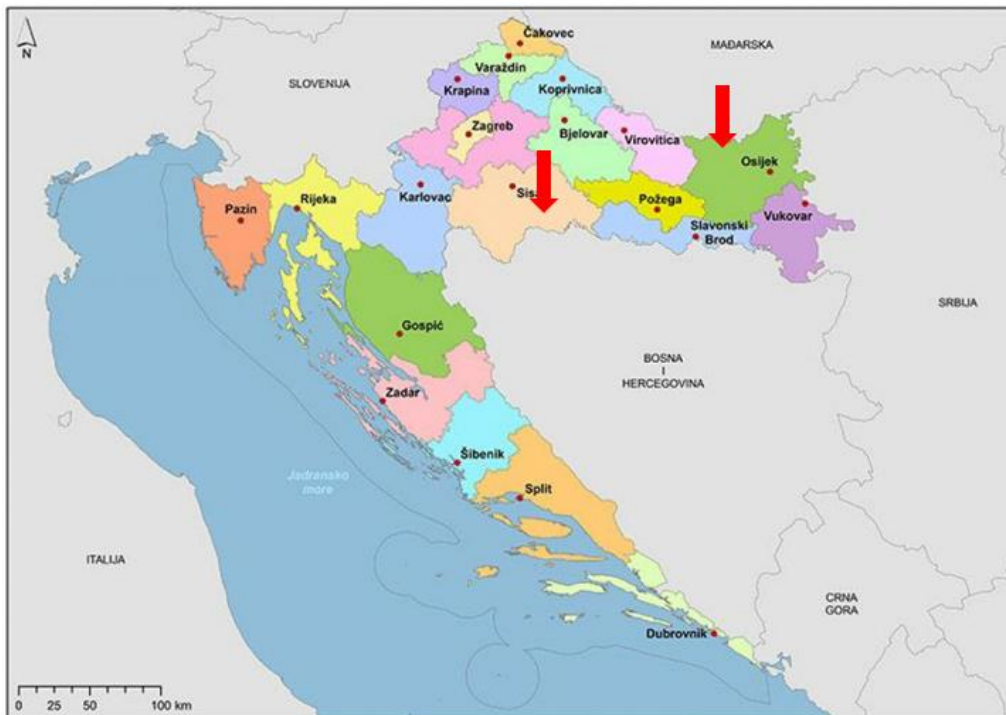 N
Čakovec
MAĐARSKA
Varaždin
SLOVENIJA
Krapina
Koprivnica
Zagreb
Bjelovar
Virovitica
Osijek
Sisa
Karlovac
Rijeka
Pazin
Požega
Vukovar
Slavonski
Brod
SRBIJA
Gospić
BOSNA
I
HERCEGOVINA
Zadar
Šibenik
Jadransko
more
Split
ITALIJA
CRNA
GORA
Dubrovnik
0 25 50 100 km